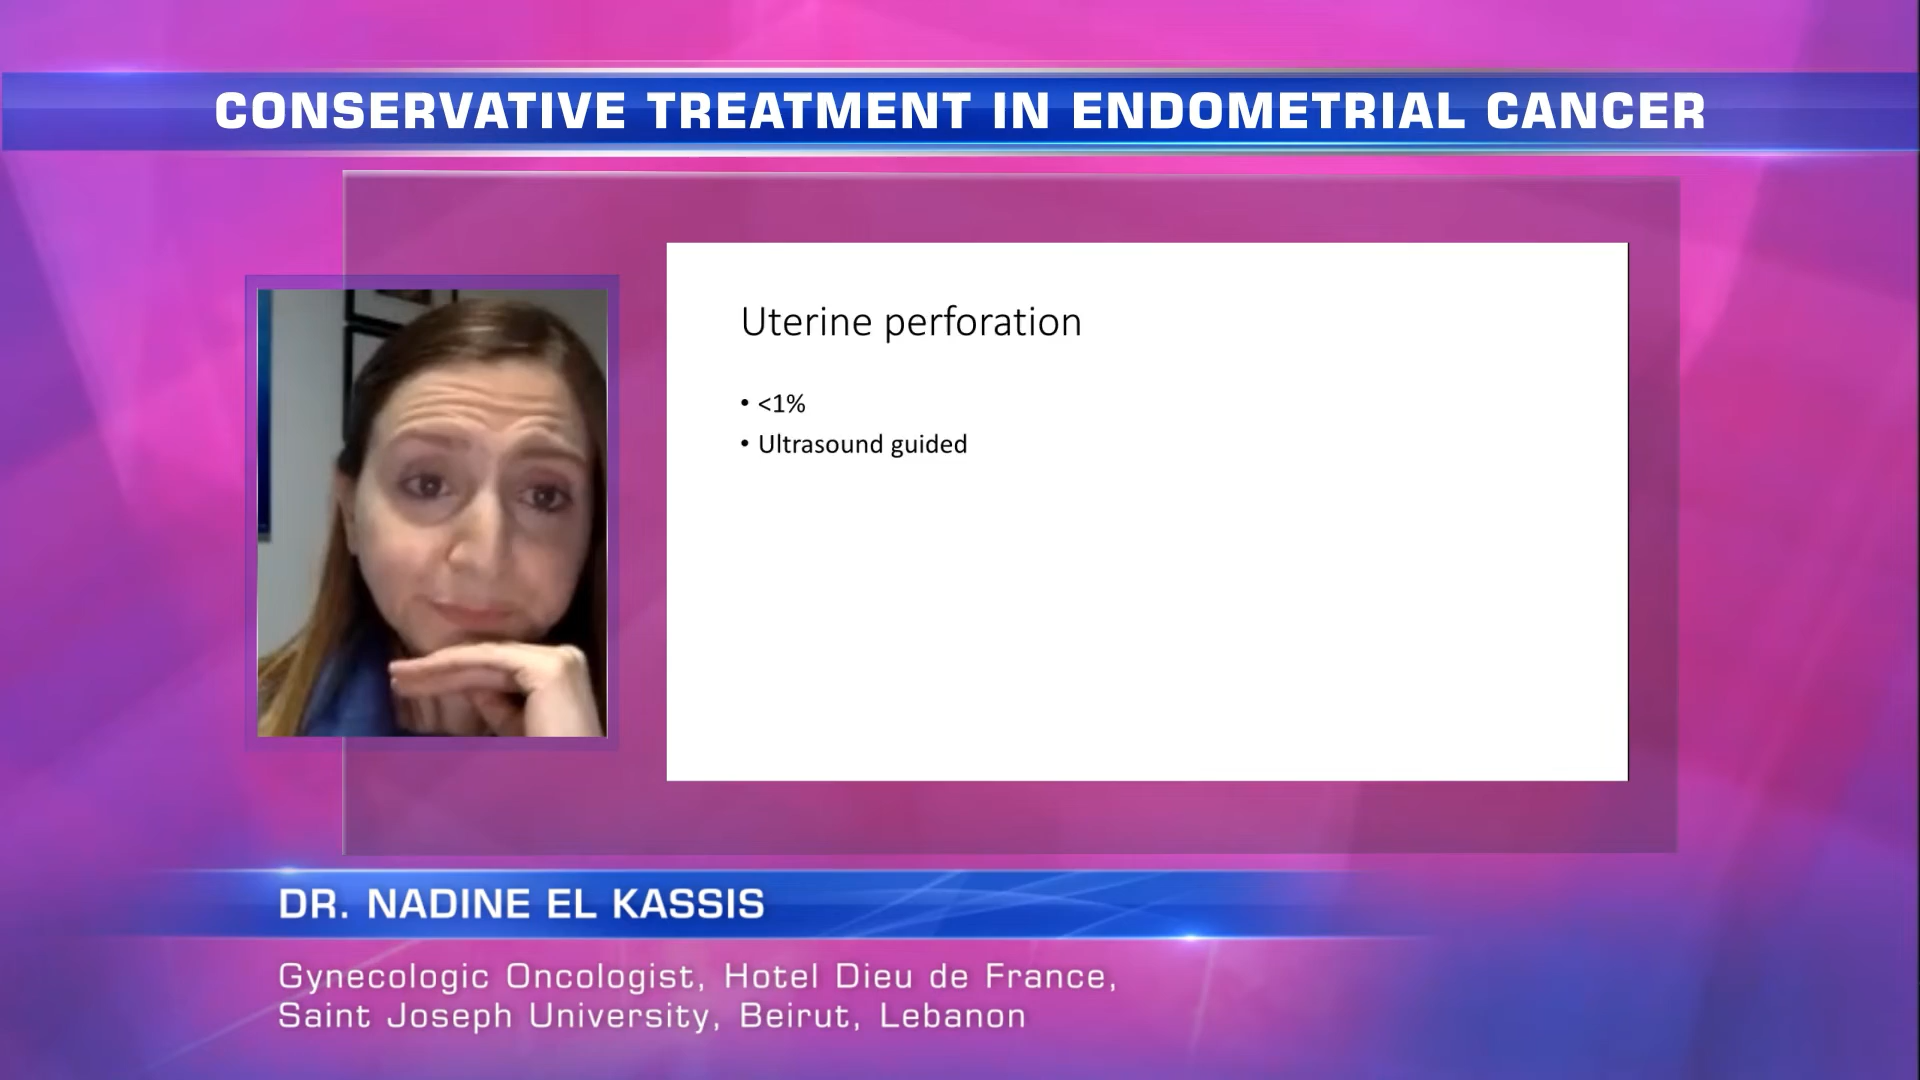 CONSERVATIVE TREATMENT IN ENDOMETRIAL CANCER
Uterine perforation
• <1%
• Ultrasound guided
DR. NADINE EL KASSIS
Gynecologic Oncologist, Hotel Dieu de France,
Saint Joseph University, Beirut, Lebanon